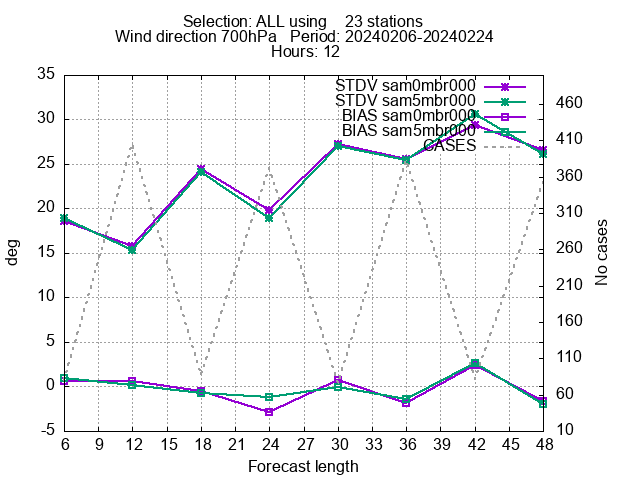 Selection: ALL using    23 stations
Wind direction 700hPa   Period: 20240206-20240224
Hours: 12
STDV sam0mbr000
STDV sam5mbr000
BIAS sam0mbr000
BIAS sam5mbr000
CASES
35
30
25
20
15
10
5
0
-5
deg
460
410
360
310
260
210
160
110
60
10
No cases
6 9 12 15 18 21 24 27 30 33 36 39 42 45 48
Forecast length